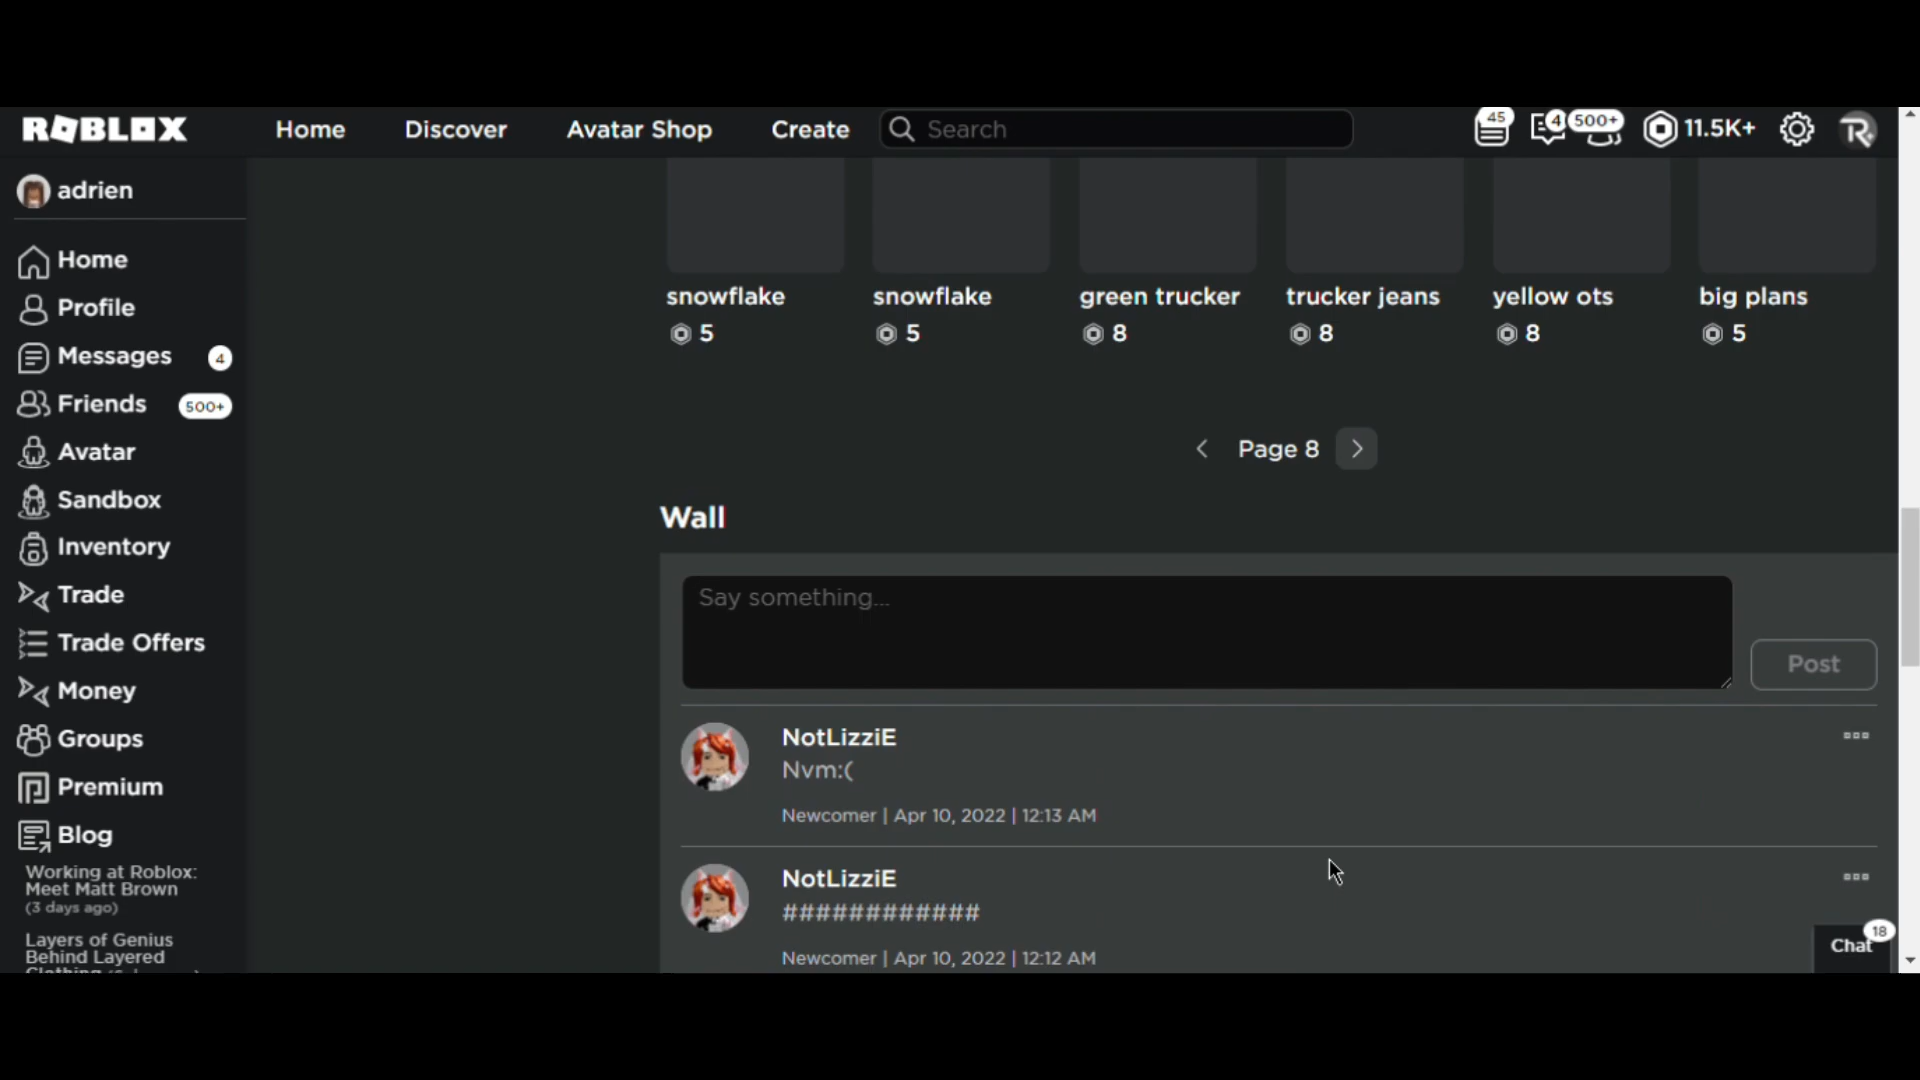 ROBLOX Home Discover Avatar Shop Create Search 45 4 500+ 11.5K+
adrien
Home
Profile
Messages 4
Friends 500+
Avatar
Sandbox
Inventory
Trade
Trade Offers
Money
Groups
Premium
Blog
Working at Roblox:
Meet Matt Brown
(3 days ago)
Layers of Genius
Behind Layered
Clothing
snowflake snowflake green trucker trucker jeans yellow ots big plans
5 5 8 8 8 5
Page 8
Wall
Say something...
Post
NotLizziE
Nvm:(
Newcomer | Apr 10, 2022 | 12:13 AM
NotLizziE
############
Newcomer | Apr 10, 2022 | 12:12 AM
Chat 18